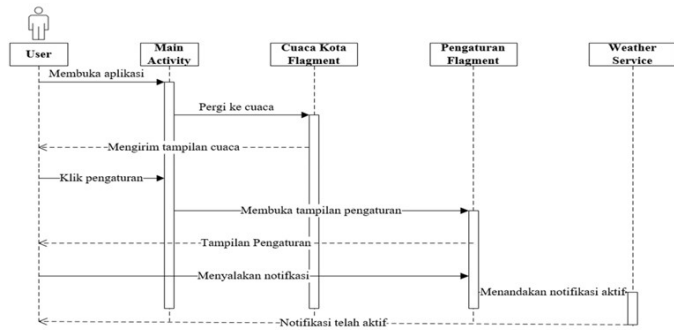 User
Main
Activity
Cuaca Kota
Flagment
Pengaturan
Flagment
Weather
Service
Membuka aplikasi
Pergi ke cuaca
Mengirim tampilan cuaca
Klik pengaturan
Membuka tampilan pengaturan
Tampilan Pengaturan
Menyalakan notifkasi
Menandakan notifikasi aktif
Notifikasi telah aktif